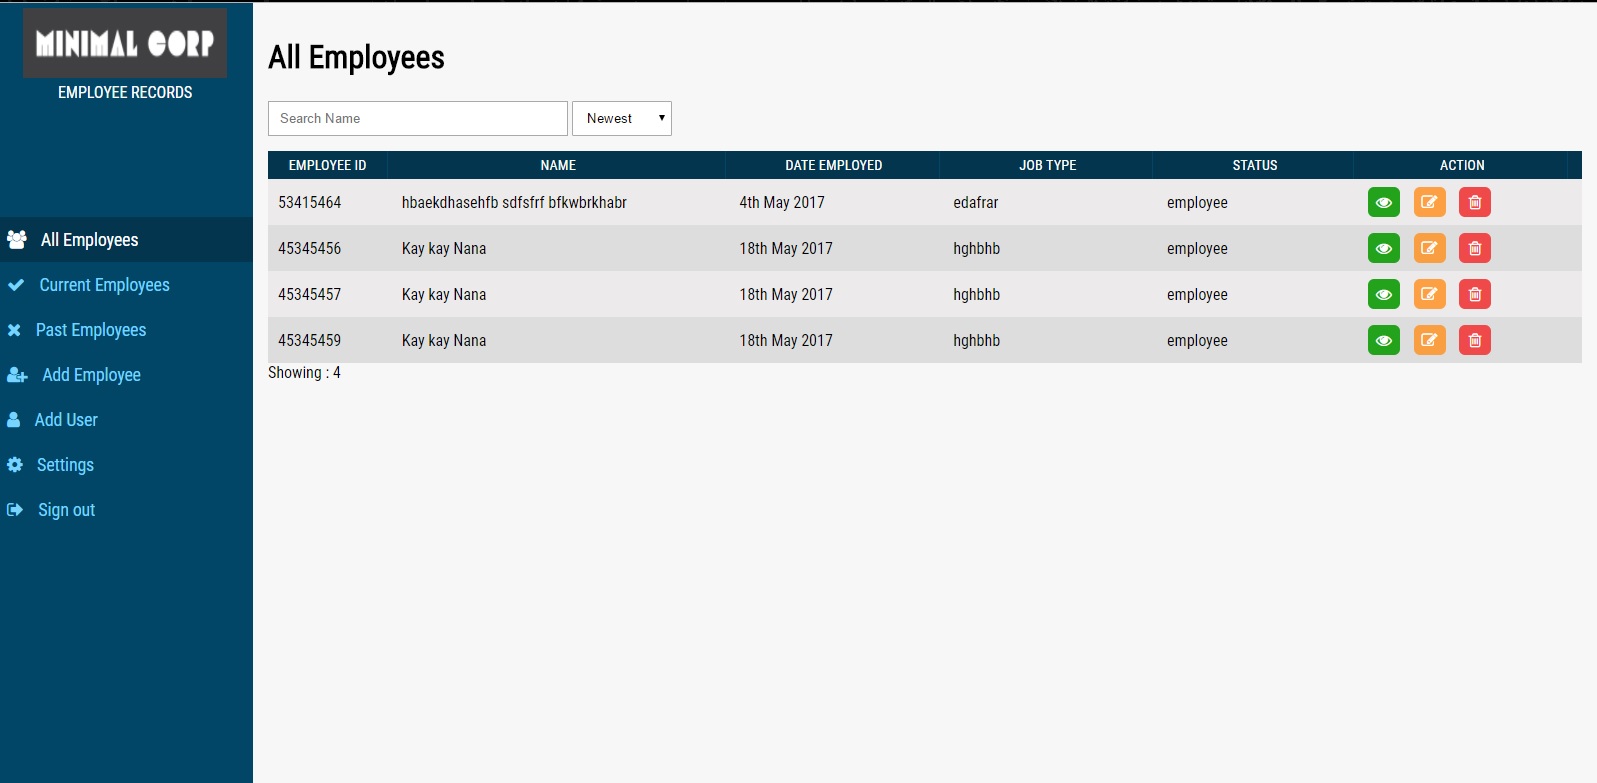 MINIMAL CORP
EMPLOYEE RECORDS
All Employees
Current Employees
Past Employees
Add Employee
Add User
Settings
Sign out
All Employees
Search Name Newest
EMPLOYEE ID NAME DATE EMPLOYED JOB TYPE STATUS ACTION
53415464 hbaekdhasehfb sdfsfrf bfkwbrkhabr 4th May 2017 edafrar employee
45345456 Kay kay Nana 18th May 2017 hghbhb employee
45345457 Kay kay Nana 18th May 2017 hghbhb employee
45345459 Kay kay Nana 18th May 2017 hghbhb employee
Showing : 4